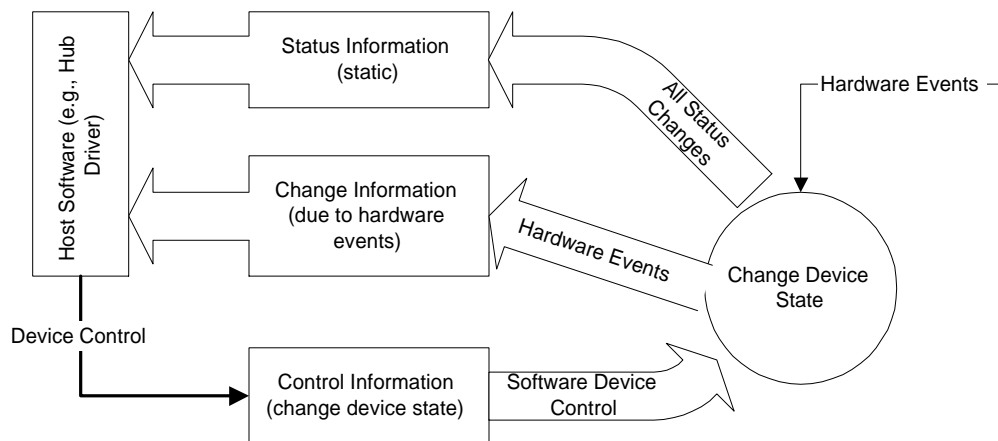 Host Software (e.g., Hub
Driver)
Status Information
(static)
All Status
Changes
Hardware Events
Change Information
(due to hardware
events)
Hardware Events
Change Device
State
Device Control
Control Information
(change device state)
Software Device
Control